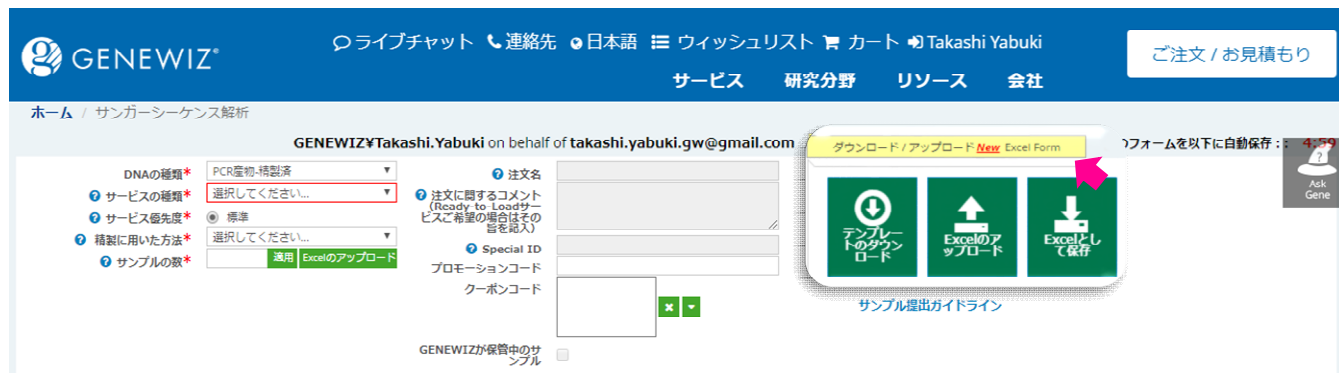 ライブチャット 連絡先 日本語 ウィッシュリスト カート Takashi Yabuki
GENEWIZ®
ご注文 / お見積もり
サービス 研究分野 リソース 会社
ホーム / サンガーシーケンス解析
GENEWIZ¥Takashi.Yabuki on behalf of takashi.yabuki.gw@gmail.com
フォームを以下に自動保存 : : 4:59
ダウンロード / アップロード New Excel Form
?
Ask
Gene
DNAの種類*
PCR産物-精製済
サービスの種類*
選択してください...
サービス優先度*
標準
精製に用いた方法*
選択してください...
サンプルの数*
適用
Excelのアップロード
注文名
注文に関するコメント
(Ready-to-Loadサー
ビスご希望の場合はその
旨を記入)
Special ID
プロモーションコード
クーポンコード
GENEWIZが保管中のサ
ンプル
テンプレー
トのダウン
ロード
Excelのア
ップロード
Excelとし
て保存
サンプル提出ガイドライン